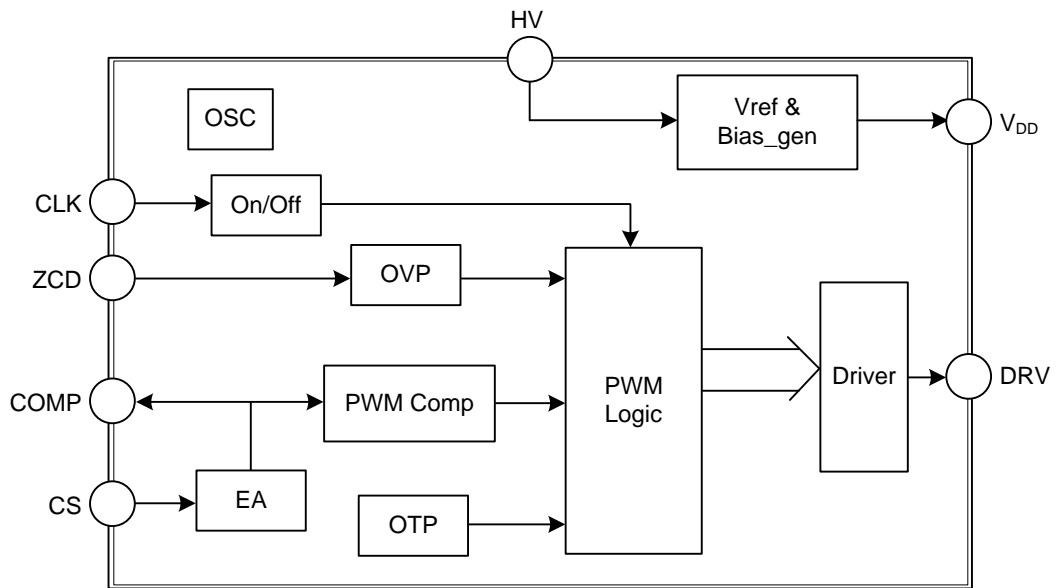 HV
OSC
Vref &
Bias_gen
VDD
CLK
On/Off
ZCD
OVP
COMP
PWM Comp
PWM
Logic
Driver
DRV
CS
EA
OTP